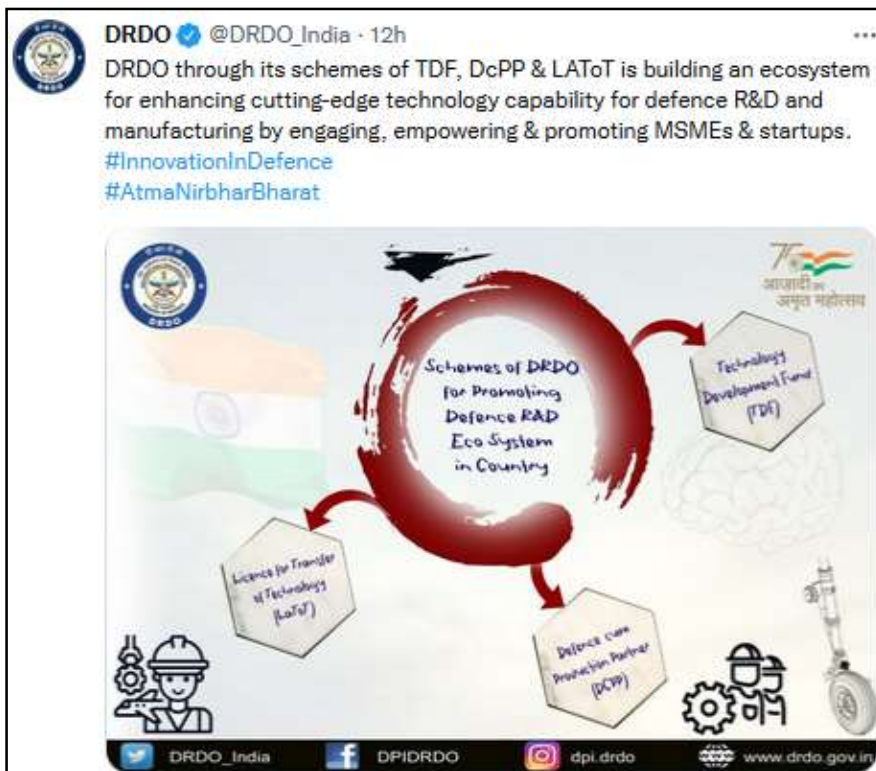 DRDO @DRDO_India · 12h
DRDO through its schemes of TDF, DcPP & LAToT is building an ecosystem
for enhancing cutting-edge technology capability for defence R&D and
manufacturing by engaging, empowering & promoting MSMEs & startups.
#InnovationInDefence
#AtmaNirbharBharat
DRDO
आज़ादी का
अमृत महोत्सव
Schemes of DRDO
for Promoting
Defence R&D
Eco System
in Country
Technology
Development Fund
(TDF)
Licence for Transfer
of Technology
(LaToT)
Defence cum
Production Partner
(DCPP)
DRDO_India
DPIDRDO
dpi.drdo
www.drdo.gov.in